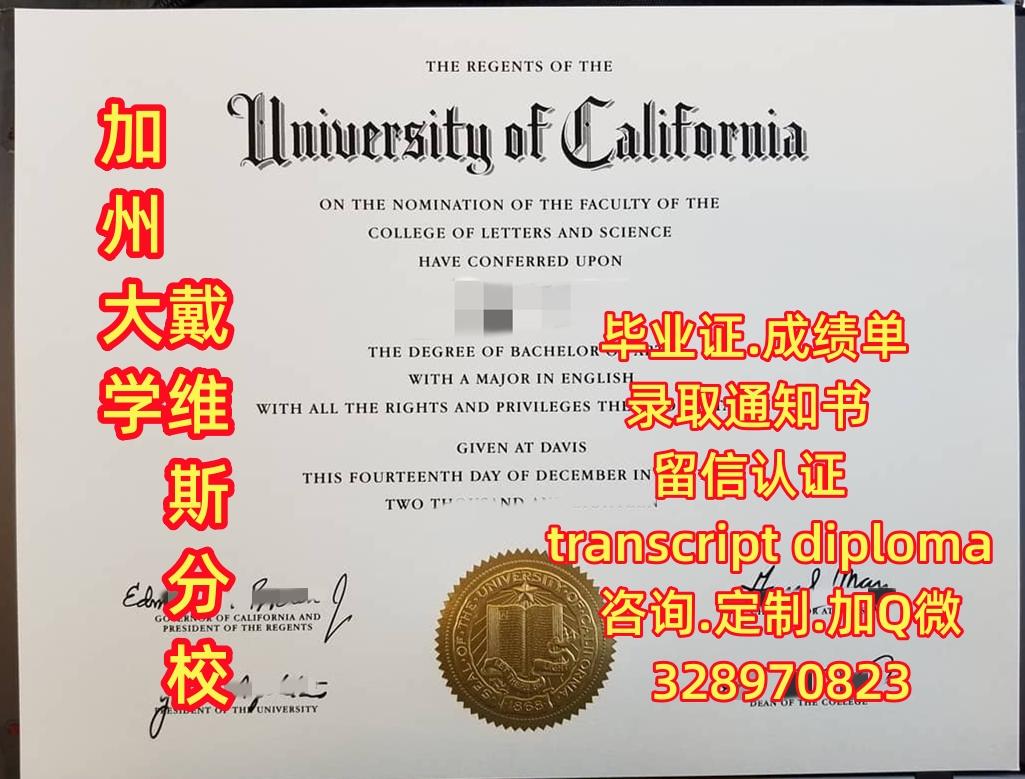 THE REGENTS OF THE
University of California
ON THE NOMINATION OF THE FACULTY OF THE
COLLEGE OF LETTERS AND SCIENCE
HAVE CONFERRED UPON
THE DEGREE OF BACHELOR
WITH A MAJOR IN ENGLISH
WITH ALL THE RIGHTS AND PRIVILEGES
GIVEN AT DAVIS
THIS FOURTEENTH DAY OF DECEMBER IN
TWO
加州大学
戴维斯分校
毕业证.成绩单
录取通知书
留信认证
transcript diploma
咨询.定制.加Q微
328970823
GOVERNOR OF CALIFORNIA AND
PRESIDENT OF THE REGENTS
PRESIDENT OF THE UNIVERSITY
SEAL OF THE UNIVERSITY OF CALIFORNIA
1868
DEAN OF THE COLLEGE